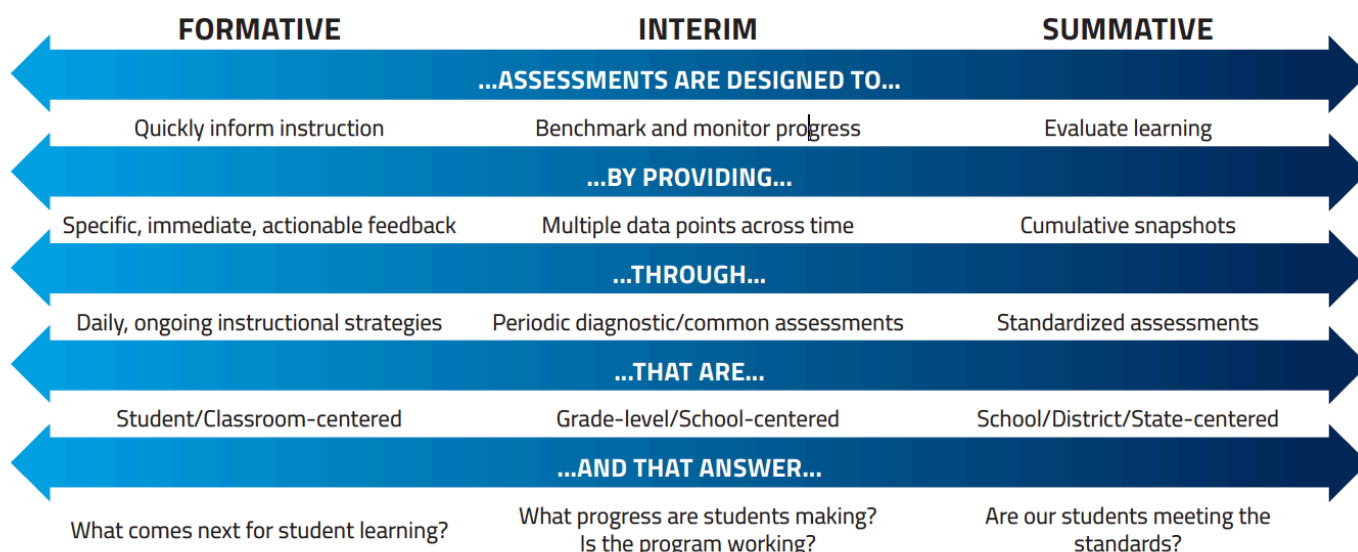 FORMATIVE INTERIM SUMMATIVE
...ASSESSMENTS ARE DESIGNED TO...
Quickly inform instruction Benchmark and monitor progress Evaluate learning
...BY PROVIDING...
Specific, immediate, actionable feedback Multiple data points across time Cumulative snapshots
...THROUGH...
Daily, ongoing instructional strategies Periodic diagnostic/common assessments Standardized assessments
...THAT ARE...
Student/Classroom-centered Grade-level/School-centered School/District/State-centered
...AND THAT ANSWER...
What comes next for student learning? What progress are students making? Are our students meeting the
Is the program working? standards?